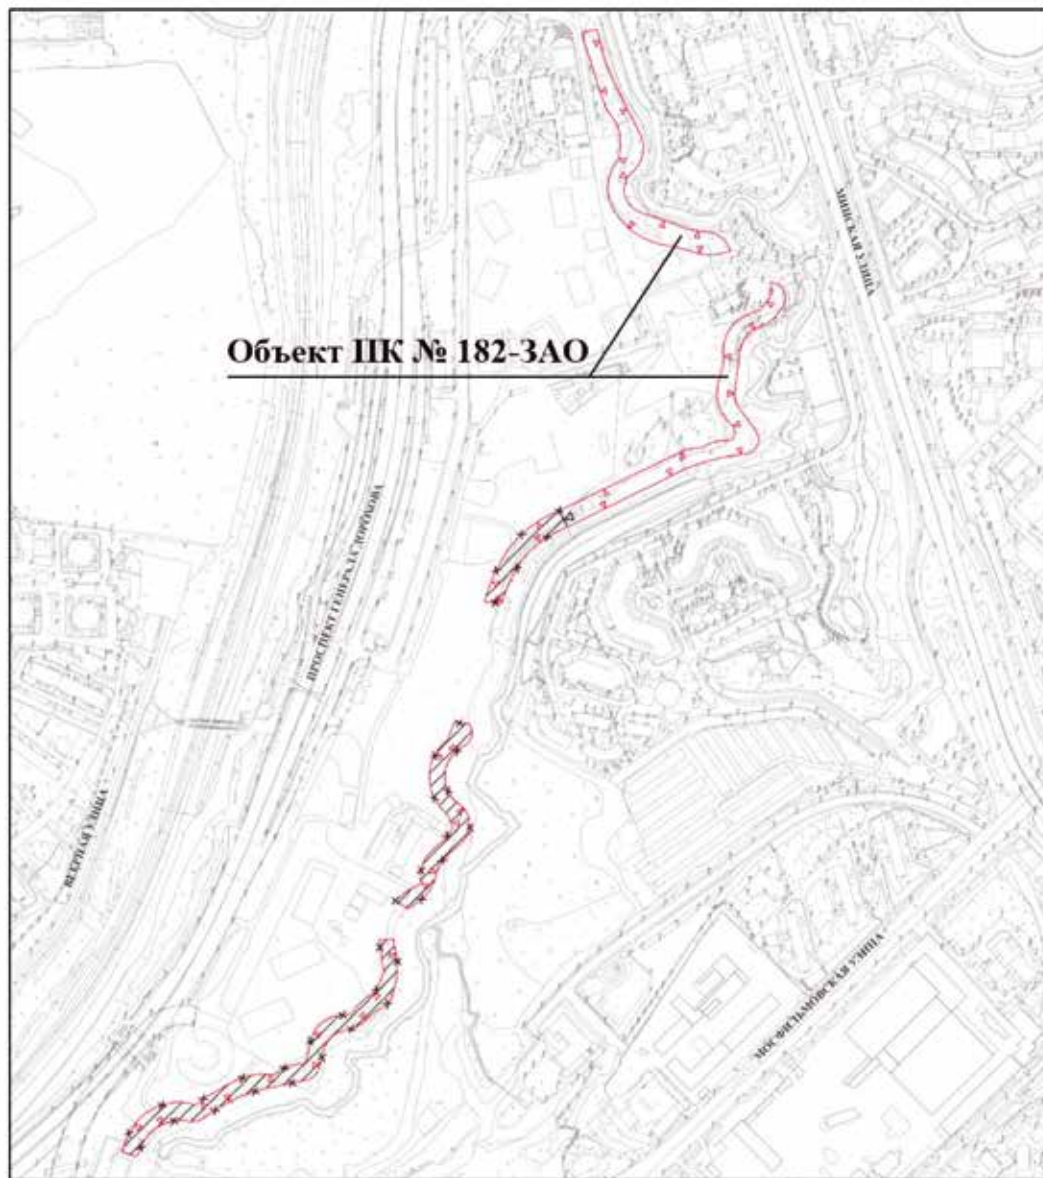 МИНСКАЯ УЛИЦА
Объект ПК № 182-ЗАО
ПРОСПЕКТ ГЕНЕРАЛА ДОРОХОВА
ВЕЕРНАЯ УЛИЦА
МОСФИЛЬМОВСКАЯ УЛИЦА